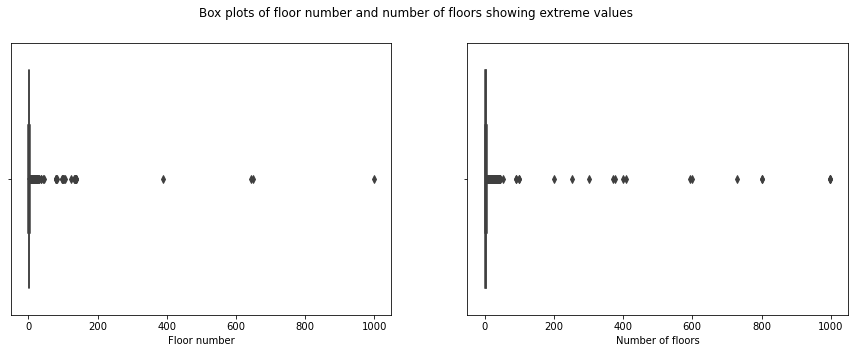 Box plots of floor number and number of floors showing extreme values
0 200 400 600 800 1000
Floor number
0 200 400 600 800 1000
Number of floors